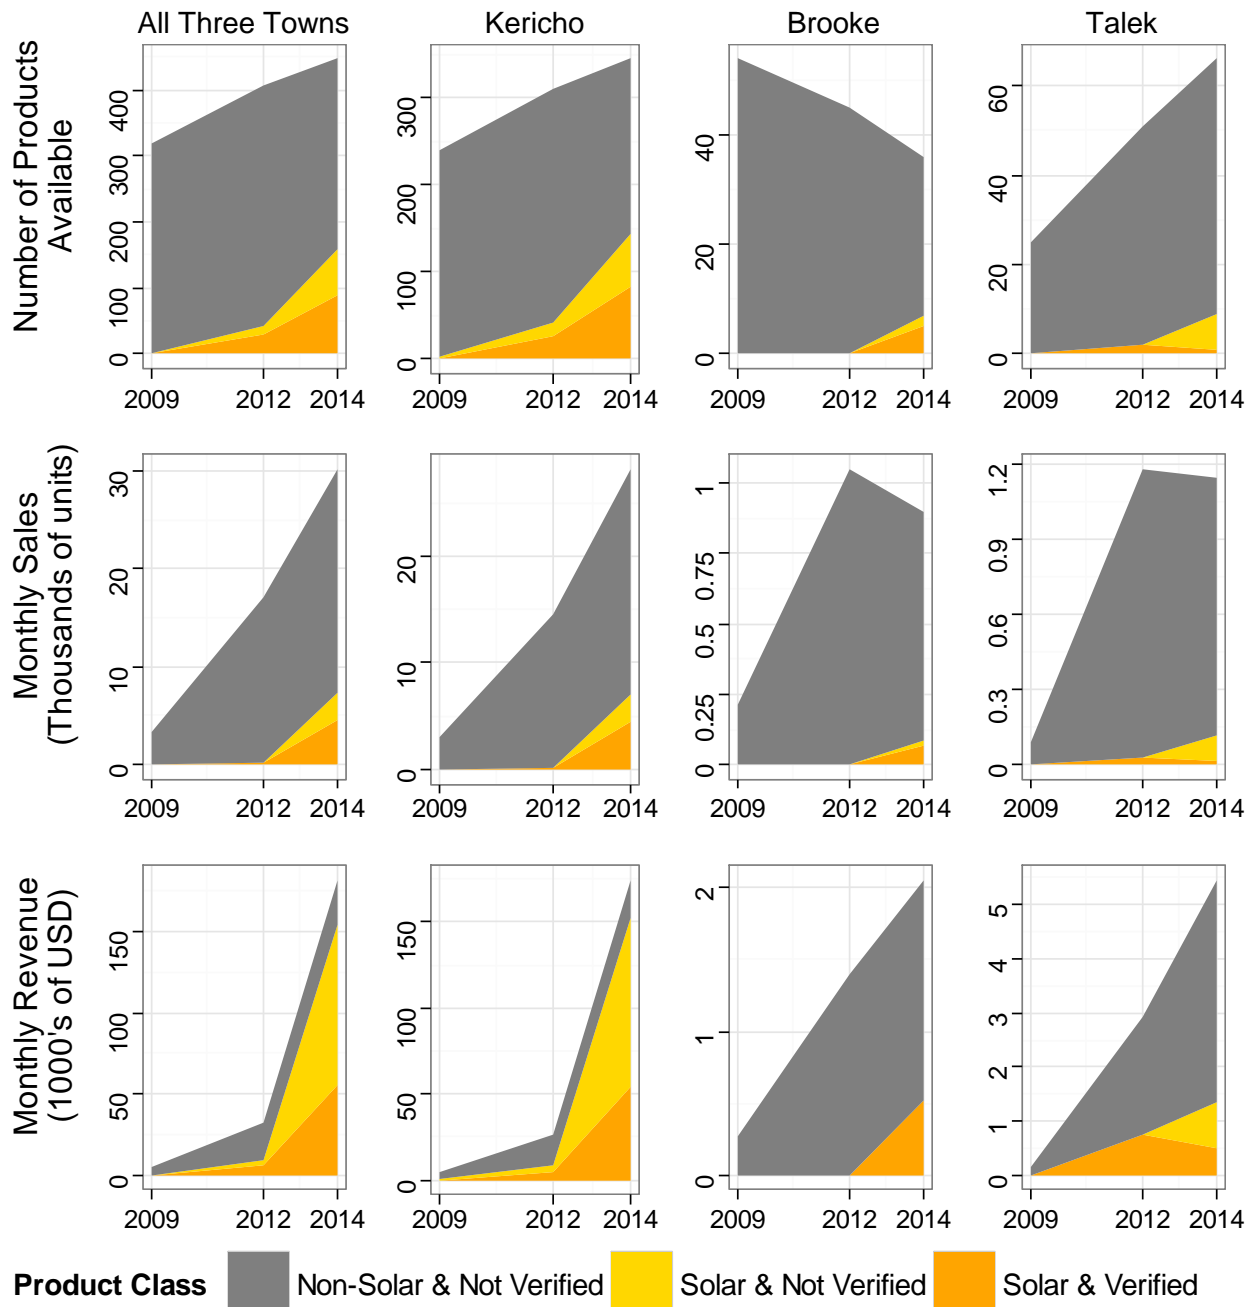 All Three Towns Kericho Brooke Talek
Number of Products
Available
0 100 200 300 400
0 100 200 300
0 20 40
0 20 40 60
2009 2012 2014 2009 2012 2014 2009 2012 2014 2009 2012 2014
Monthly Sales
(Thousands of units)
0 10 20 30
0 10 20
0 0.25 0.5 0.75 1
0 0.3 0.6 0.9 1.2
2009 2012 2014 2009 2012 2014 2009 2012 2014 2009 2012 2014
Monthly Revenue
(1000's of USD)
0 50 100 150
0 50 100 150
0 1 2
0 1 2 3 4 5
2009 2012 2014 2009 2012 2014 2009 2012 2014 2009 2012 2014
Product Class Non-Solar & Not Verified Solar & Not Verified Solar & Verified